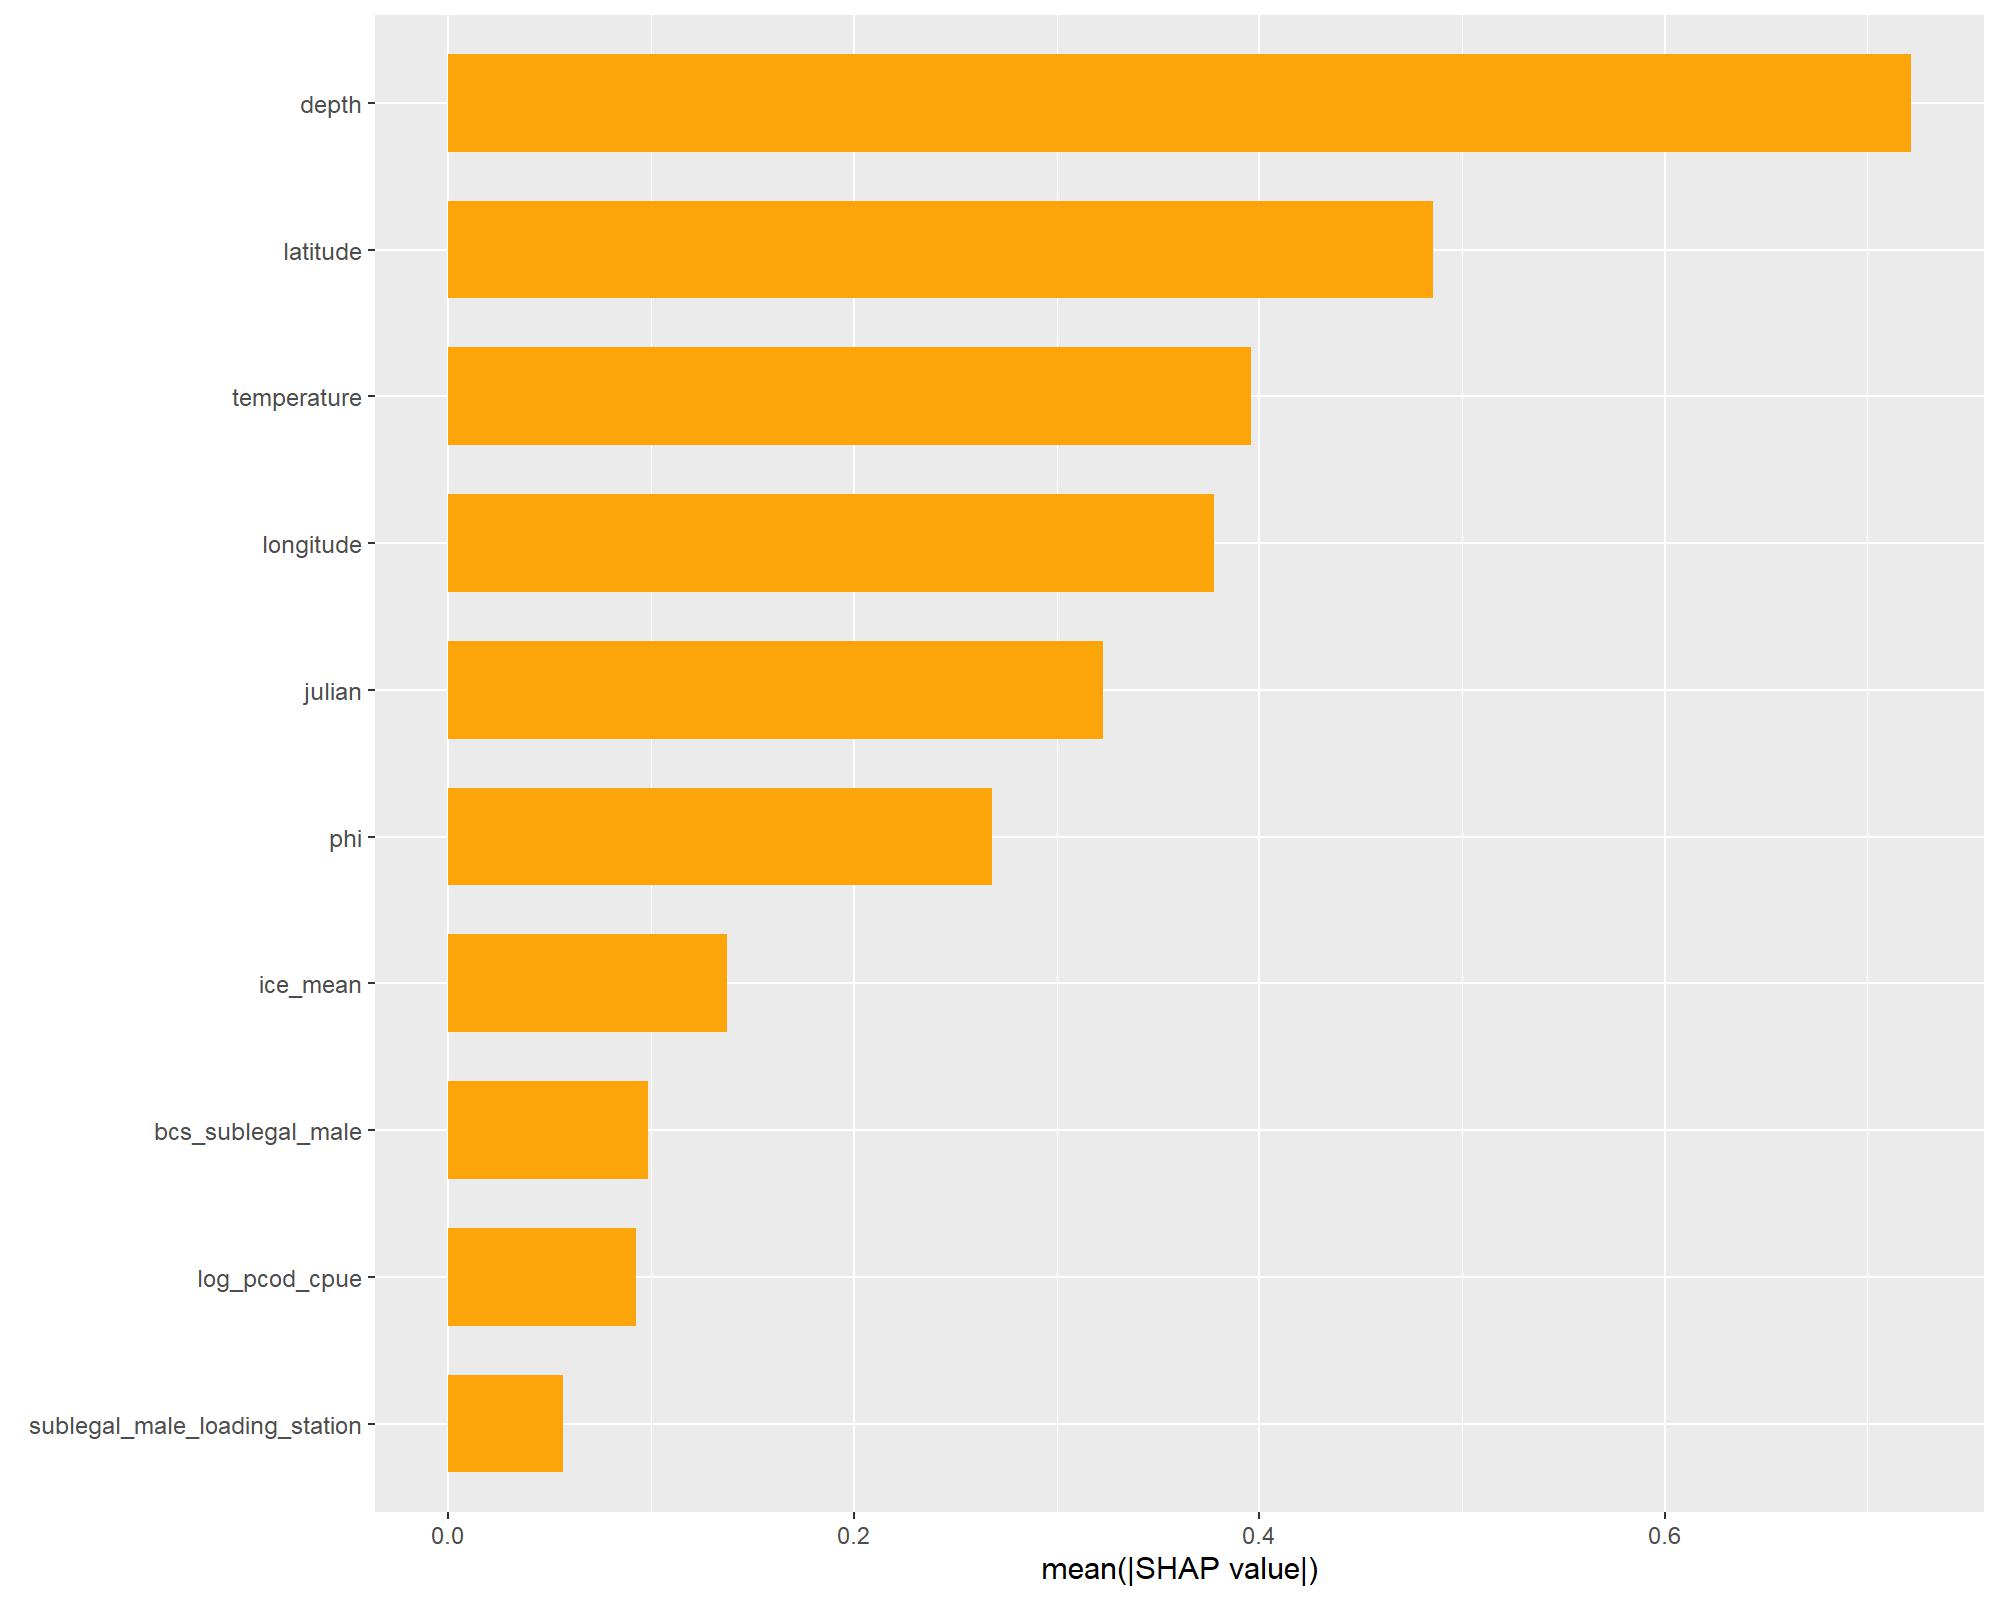 depth
latitude
temperature
longitude
julian
phi
ice_mean
bcs_sublegal_male
log_pcod_cpue
sublegal_male_loading_station
0.0 0.2 0.4 0.6
mean(|SHAP value|)